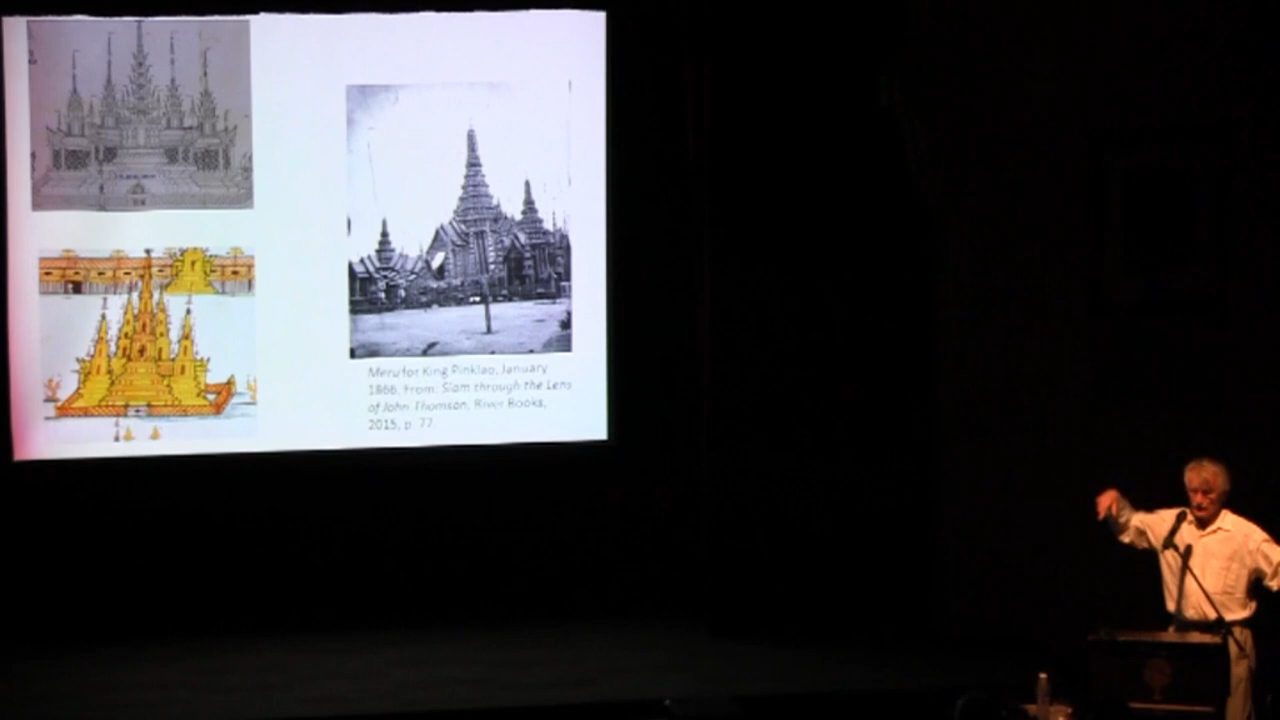 Meru for King Pinklao, January
1866. From: Siam through the Lens
of John Thomson, River Books,
2015, p. 77.